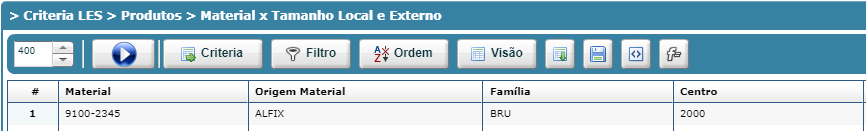 > Criteria LES > Produtos > Material x Tamanho Local e Externo
400 Criteria Filtro Ordem Visão
# Material Origem Material Família Centro
1 9100-2345 ALFIX BRU 2000